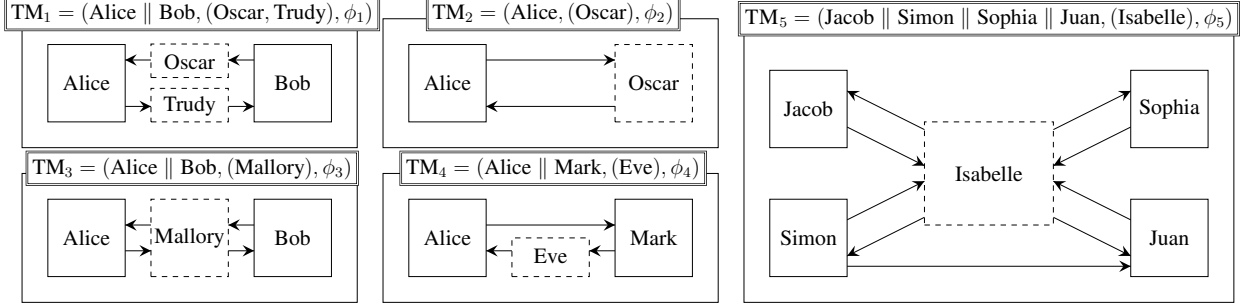 TM₁ = (Alice ∥ Bob, (Oscar, Trudy), ϕ₁)
Alice
Oscar
Trudy
Bob
TM₂ = (Alice, (Oscar), ϕ₂)
Alice
Oscar
TM₃ = (Alice ∥ Bob, (Mallory), ϕ₃)
Alice
Mallory
Bob
TM₄ = (Alice ∥ Mark, (Eve), ϕ₄)
Alice
Eve
Mark
TM₅ = (Jacob ∥ Simon ∥ Sophia ∥ Juan, (Isabelle), ϕ₅)
Jacob
Sophia
Isabelle
Simon
Juan